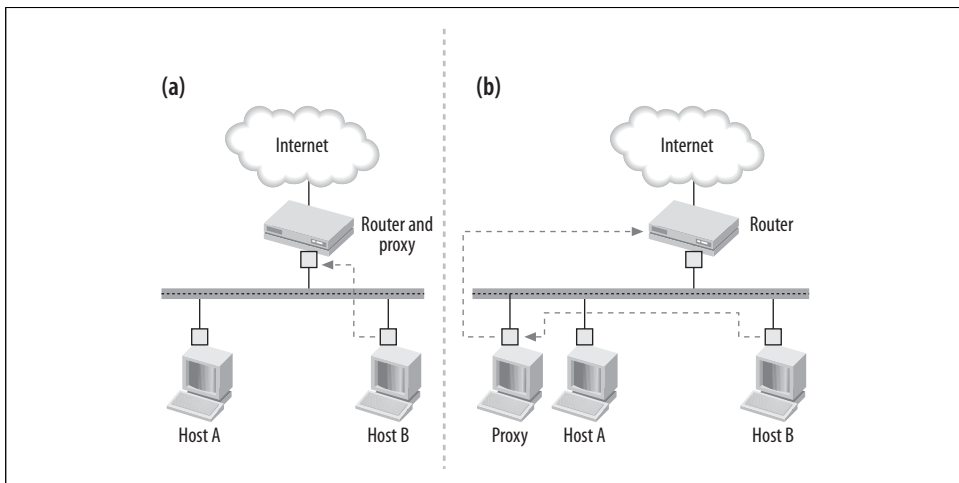 (a)
Internet
Router and
proxy
Host A
Host B
(b)
Internet
Router
Proxy
Host A
Host B